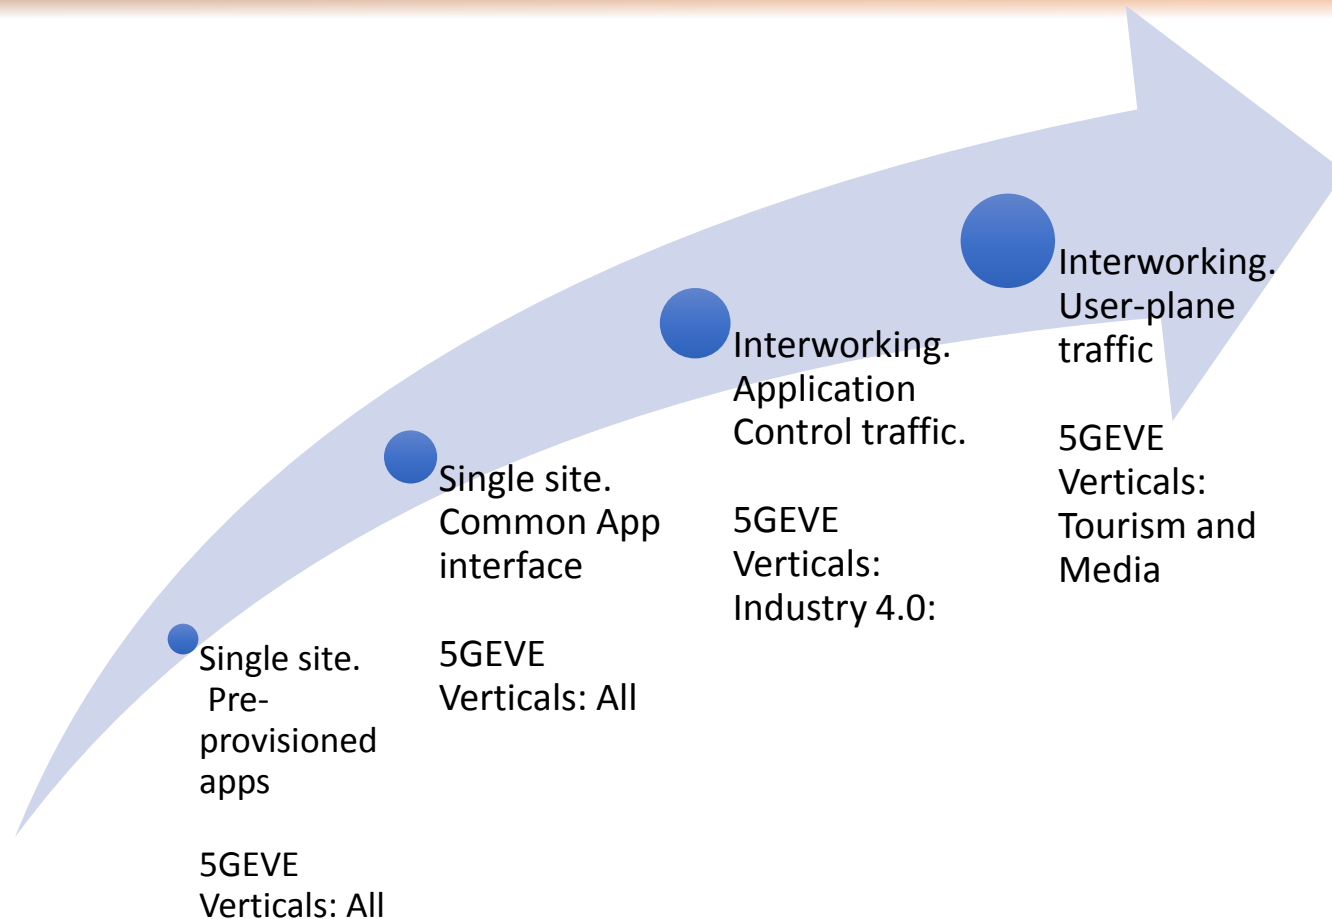 Single site.
Pre-
provisioned
apps
5GEVE
Verticals: All
Single site.
Common App
interface
5GEVE
Verticals: All
Interworking.
Application
Control traffic.
5GEVE
Verticals:
Industry 4.0:
Interworking.
User-plane
traffic
5GEVE
Verticals:
Tourism and
Media